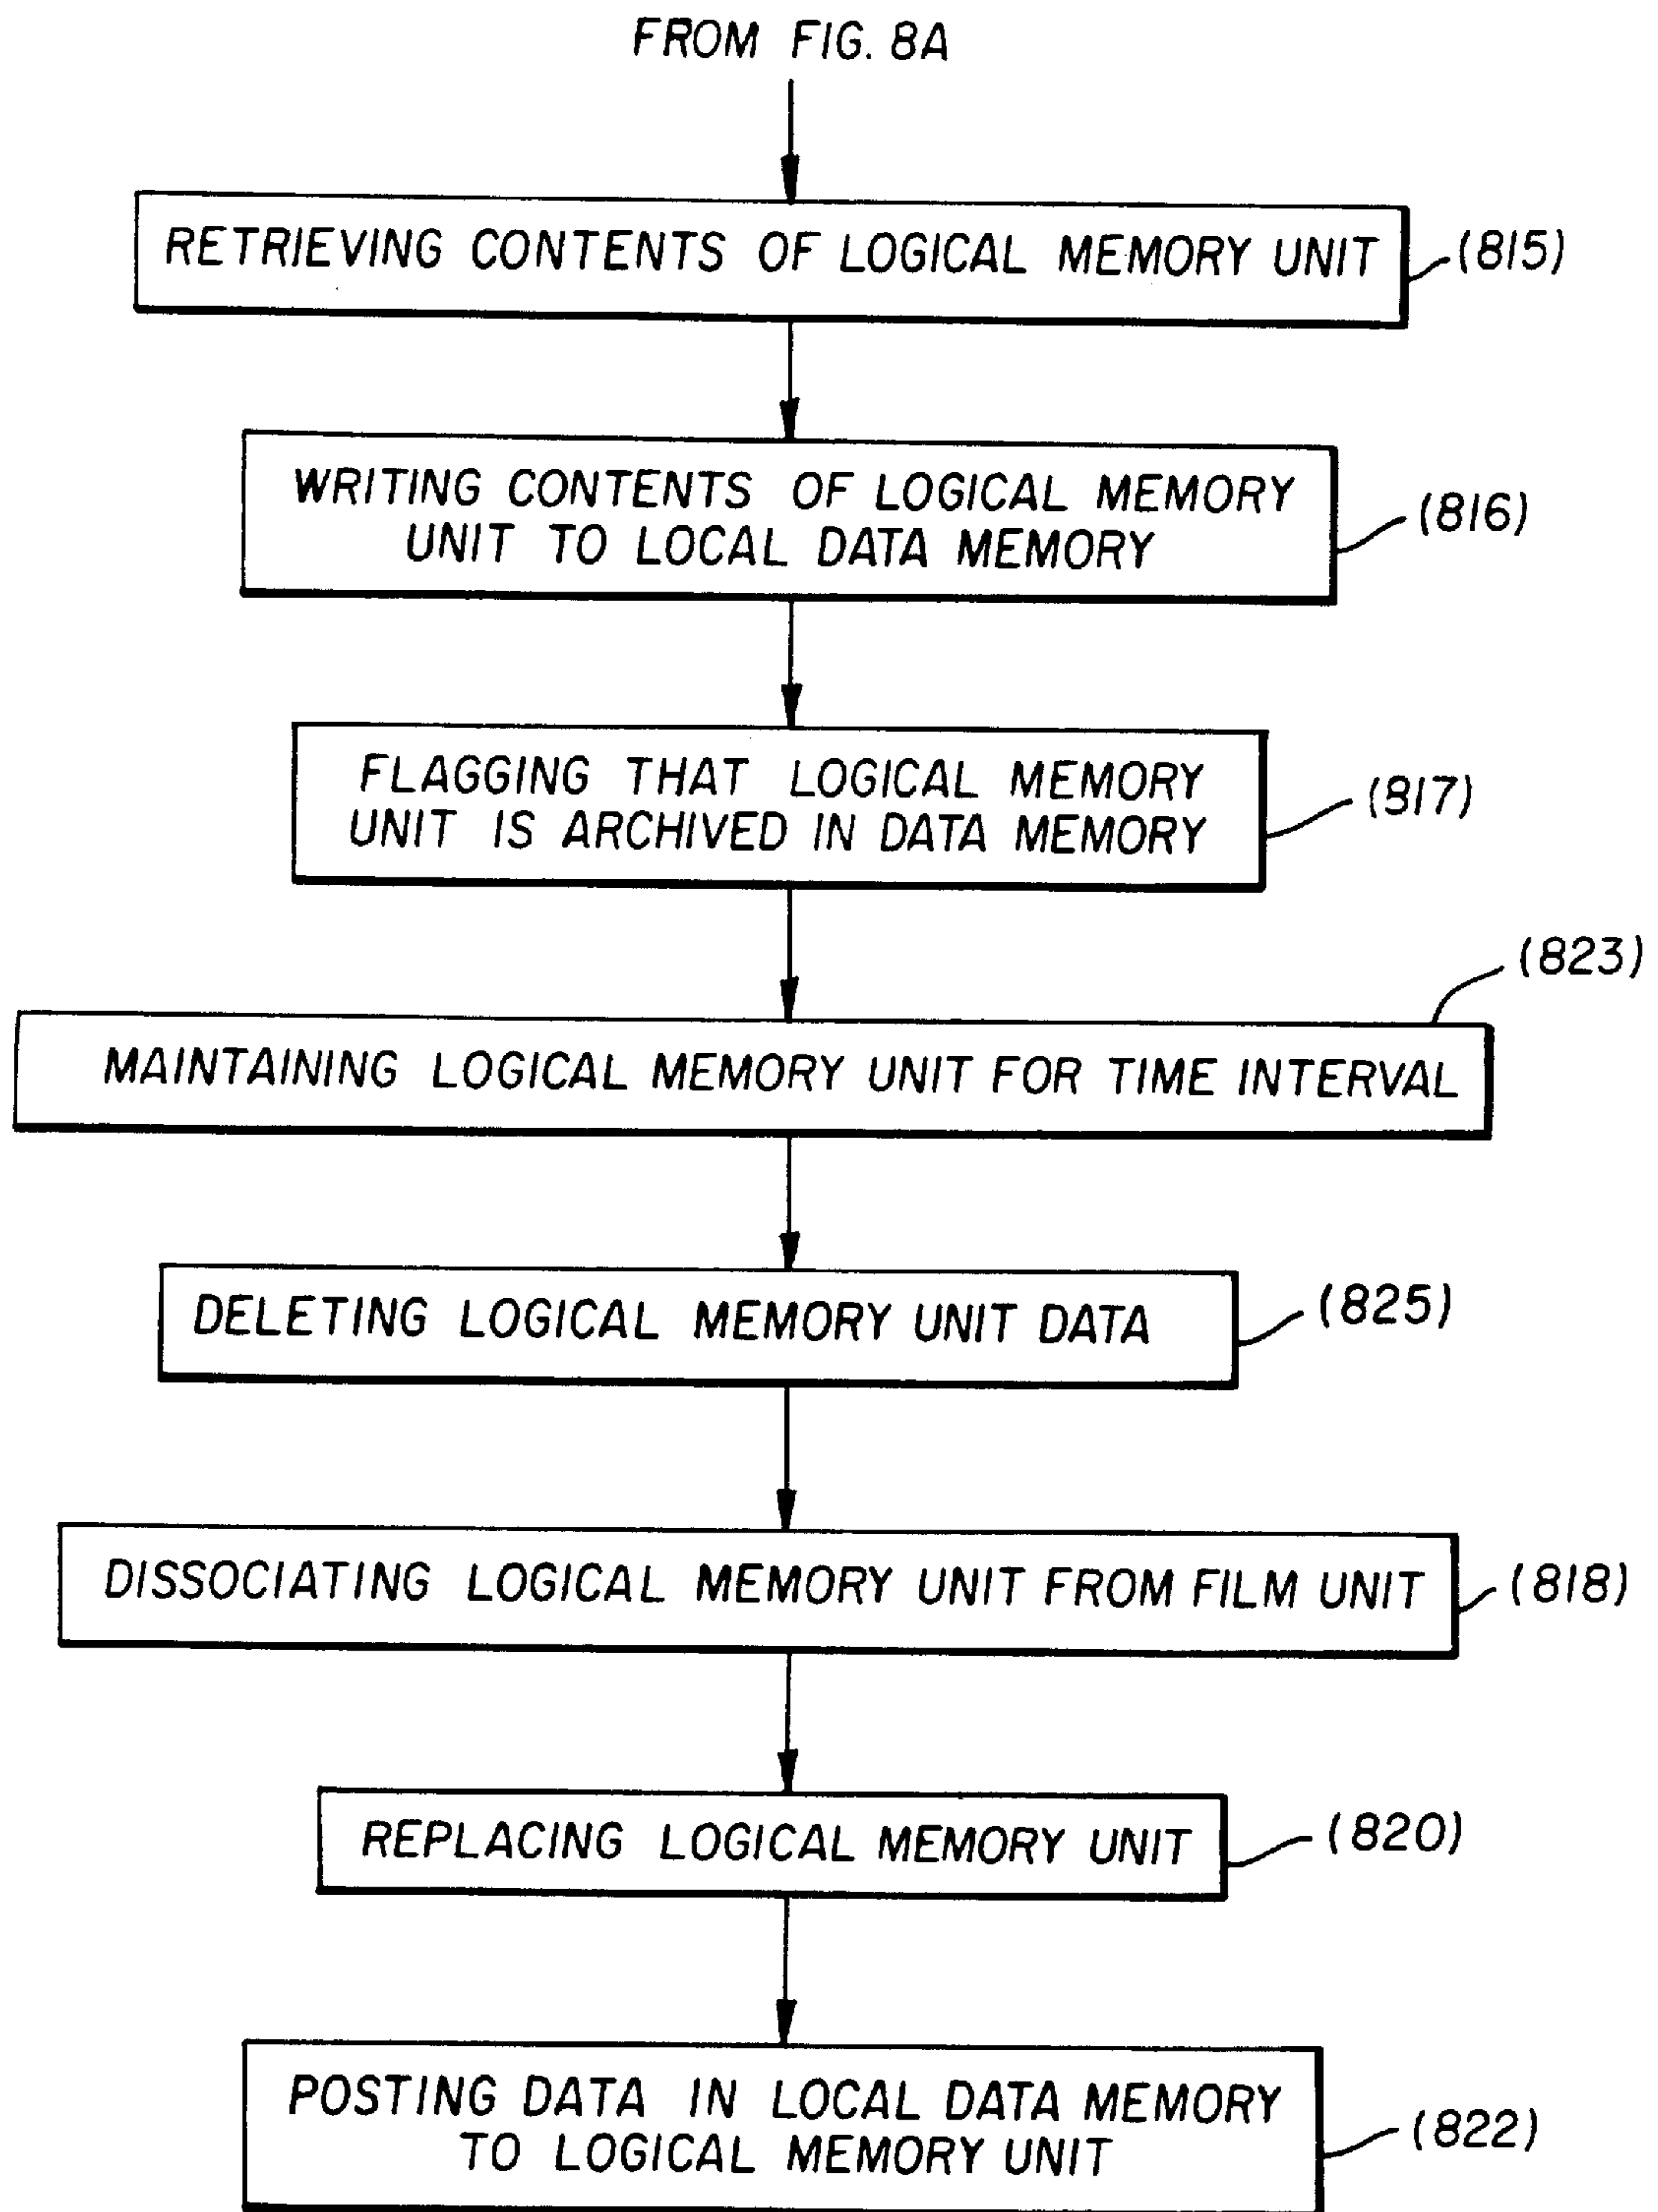 FROM FIG. 8A
RETRIEVING CONTENTS OF LOGICAL MEMORY UNIT
(815)
WRITING CONTENTS OF LOGICAL MEMORY
UNIT TO LOCAL DATA MEMORY
(816)
FLAGGING THAT LOGICAL MEMORY
UNIT IS ARCHIVED IN DATA MEMORY
(817)
(823)
MAINTAINING LOGICAL MEMORY UNIT FOR TIME INTERVAL
DELETING LOGICAL MEMORY UNIT DATA
(825)
DISSOCIATING LOGICAL MEMORY UNIT FROM FILM UNIT
(818)
REPLACING LOGICAL MEMORY UNIT
(820)
POSTING DATA IN LOCAL DATA MEMORY
TO LOGICAL MEMORY UNIT
(822)